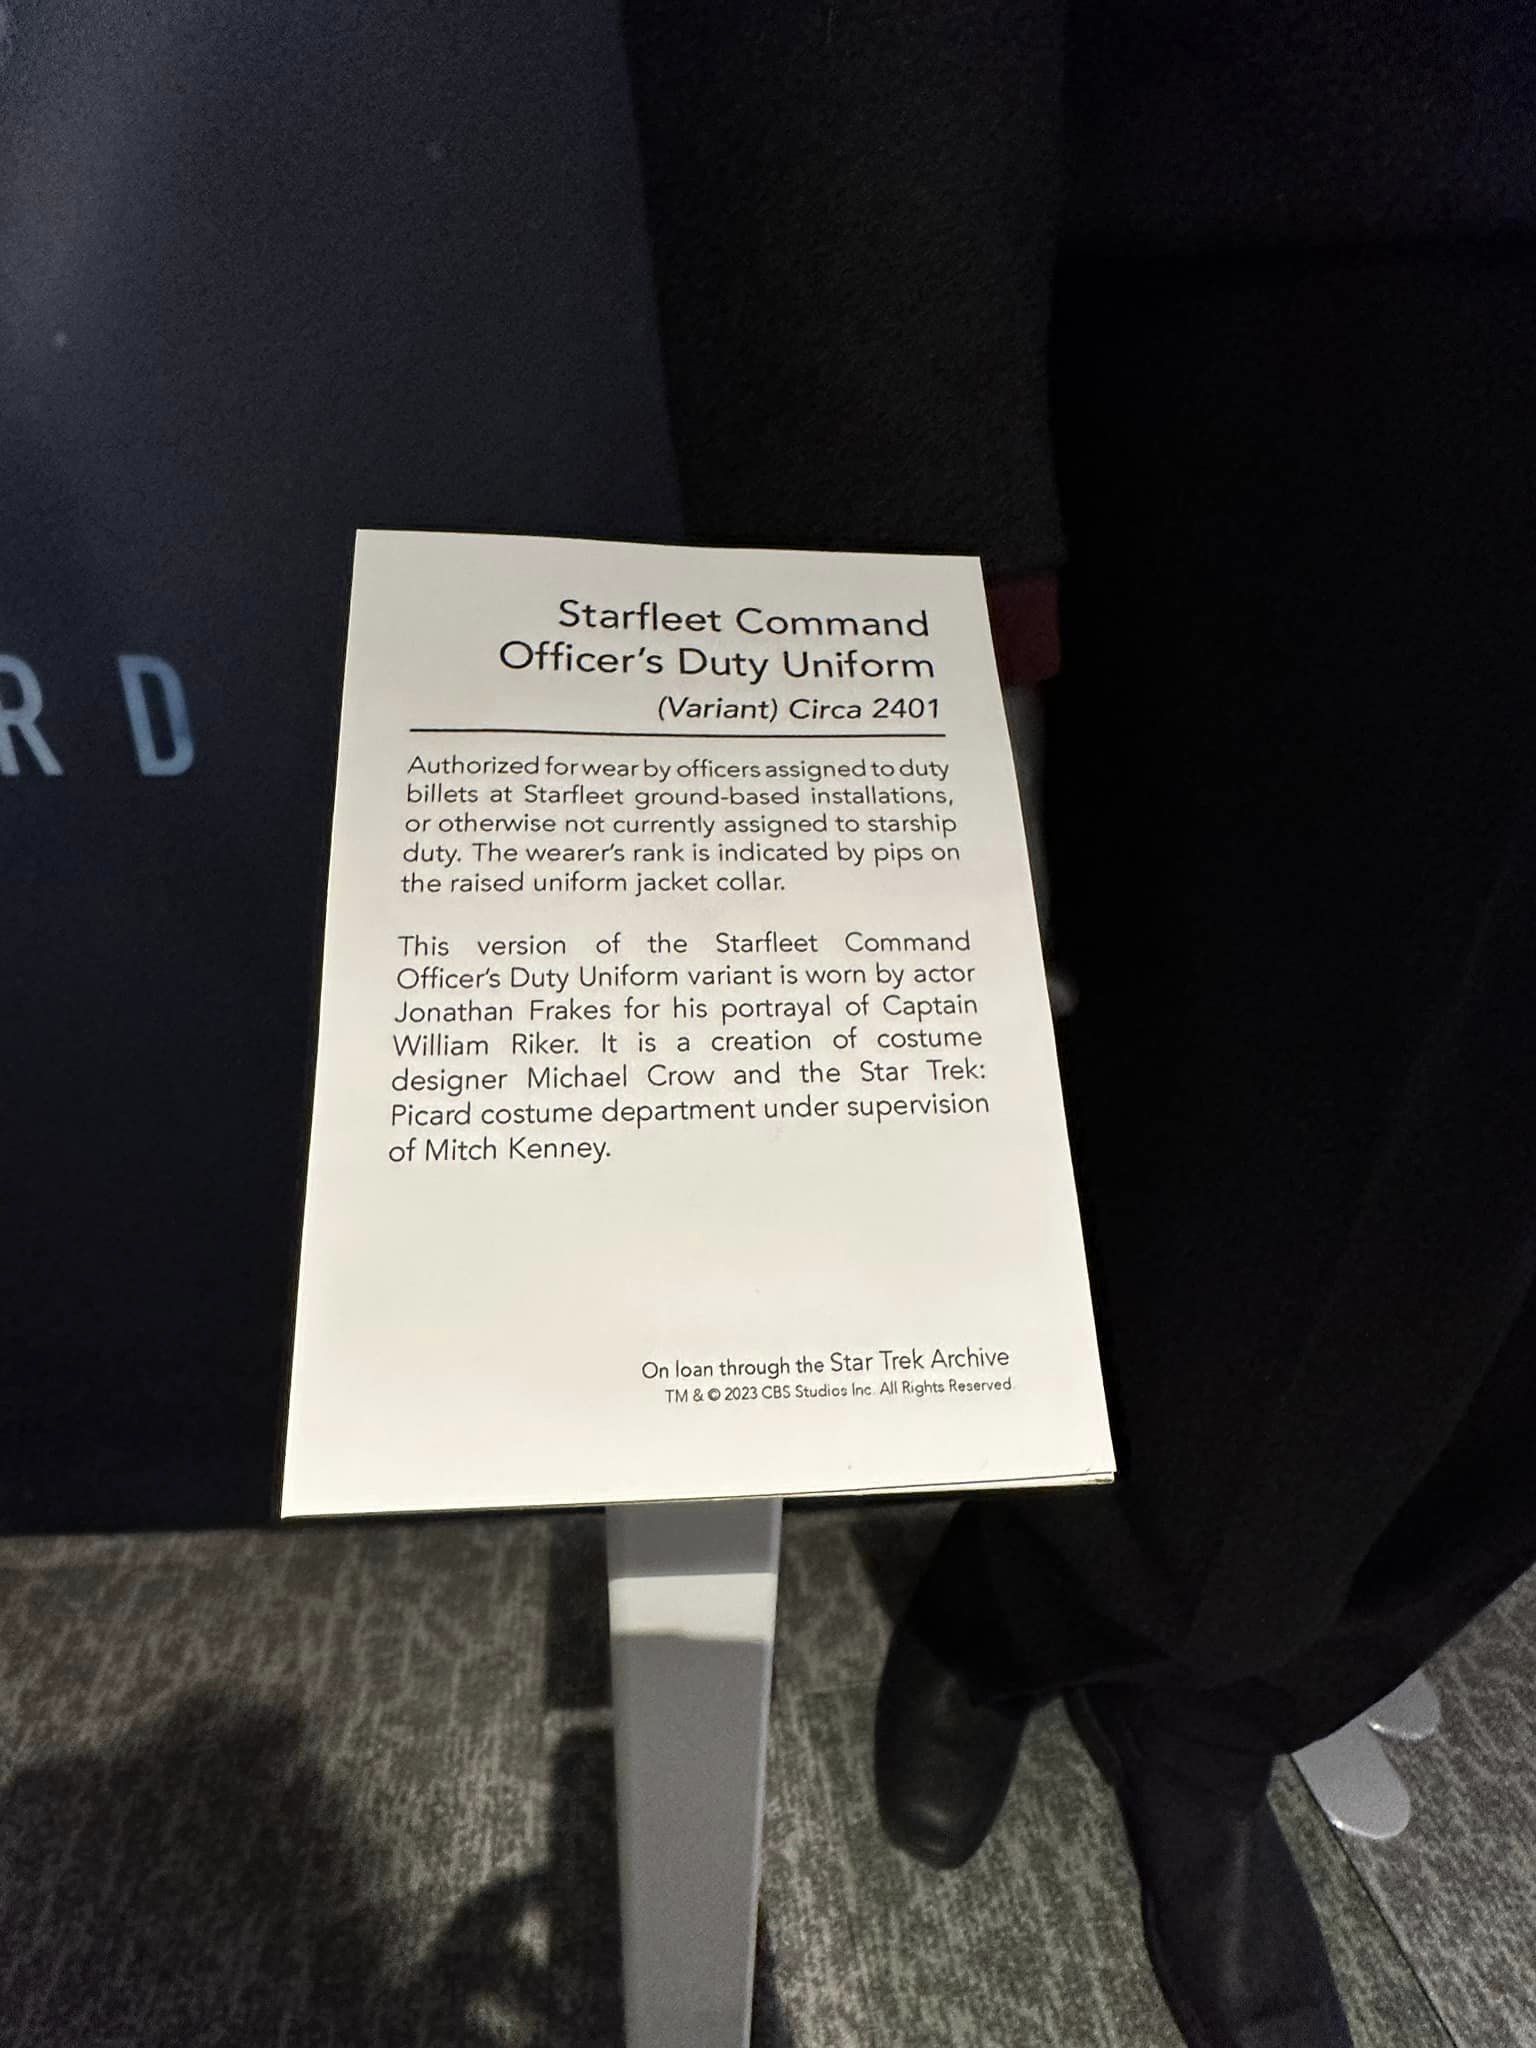 RD
Starfleet Command
Officer's Duty Uniform
(Variant) Circa 2401
Authorized for wear by officers assigned to duty
billets at Starfleet ground-based installations,
or otherwise not currently assigned to starship
duty. The wearer's rank is indicated by pips on
the raised uniform jacket collar.
This version of the Starfleet Command
Officer's Duty Uniform variant is worn by actor
Jonathan Frakes for his portrayal of Captain
William Riker. It is a creation of costume
designer Michael Crow and the Star Trek:
Picard costume department under supervision
of Mitch Kenney.
On loan through the Star Trek Archive
TM & © 2023 CBS Studios Inc. All Rights Reserved.